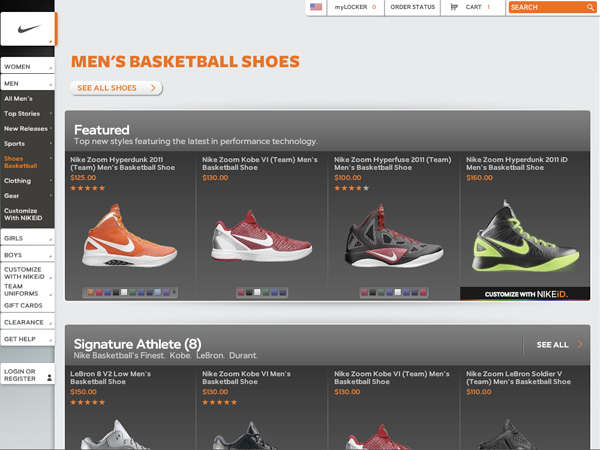 myLOCKER 0
ORDER STATUS
CART 1
SEARCH
WOMEN
MEN
All Men's
Top Stories
New Releases
Sports
Shoes
Basketball
Clothing
Gear
Customize
With NIKEiD
GIRLS
BOYS
CUSTOMIZE
WITH NIKEiD
TEAM
UNIFORMS
GIFT CARDS
CLEARANCE
GET HELP
LOGIN OR
REGISTER
MEN'S BASKETBALL SHOES
SEE ALL SHOES
Featured
Top new styles featuring the latest in performance technology.
Nike Zoom Hyperdunk 2011
(Team) Men's Basketball Shoe
$125.00
Nike Zoom Kobe VI (Team) Men's
Basketball Shoe
$130.00
Nike Zoom Hyperfuse 2011 (Team)
Men's Basketball Shoe
$100.00
Nike Zoom Hyperdunk 2011 iD
Men's Basketball Shoe
$160.00
CUSTOMIZE WITH NIKEiD.
Signature Athlete (8)
Nike Basketball's Finest. Kobe. LeBron. Durant.
SEE ALL
LeBron 8 V2 Low Men's
Basketball Shoe
$150.00
Nike Zoom Kobe VI Men's
Basketball Shoe
$130.00
Nike Zoom Kobe VI (Team) Men's
Basketball Shoe
$130.00
Nike Zoom LeBron Soldier V
(Team) Men's Basketball Shoe
$110.00